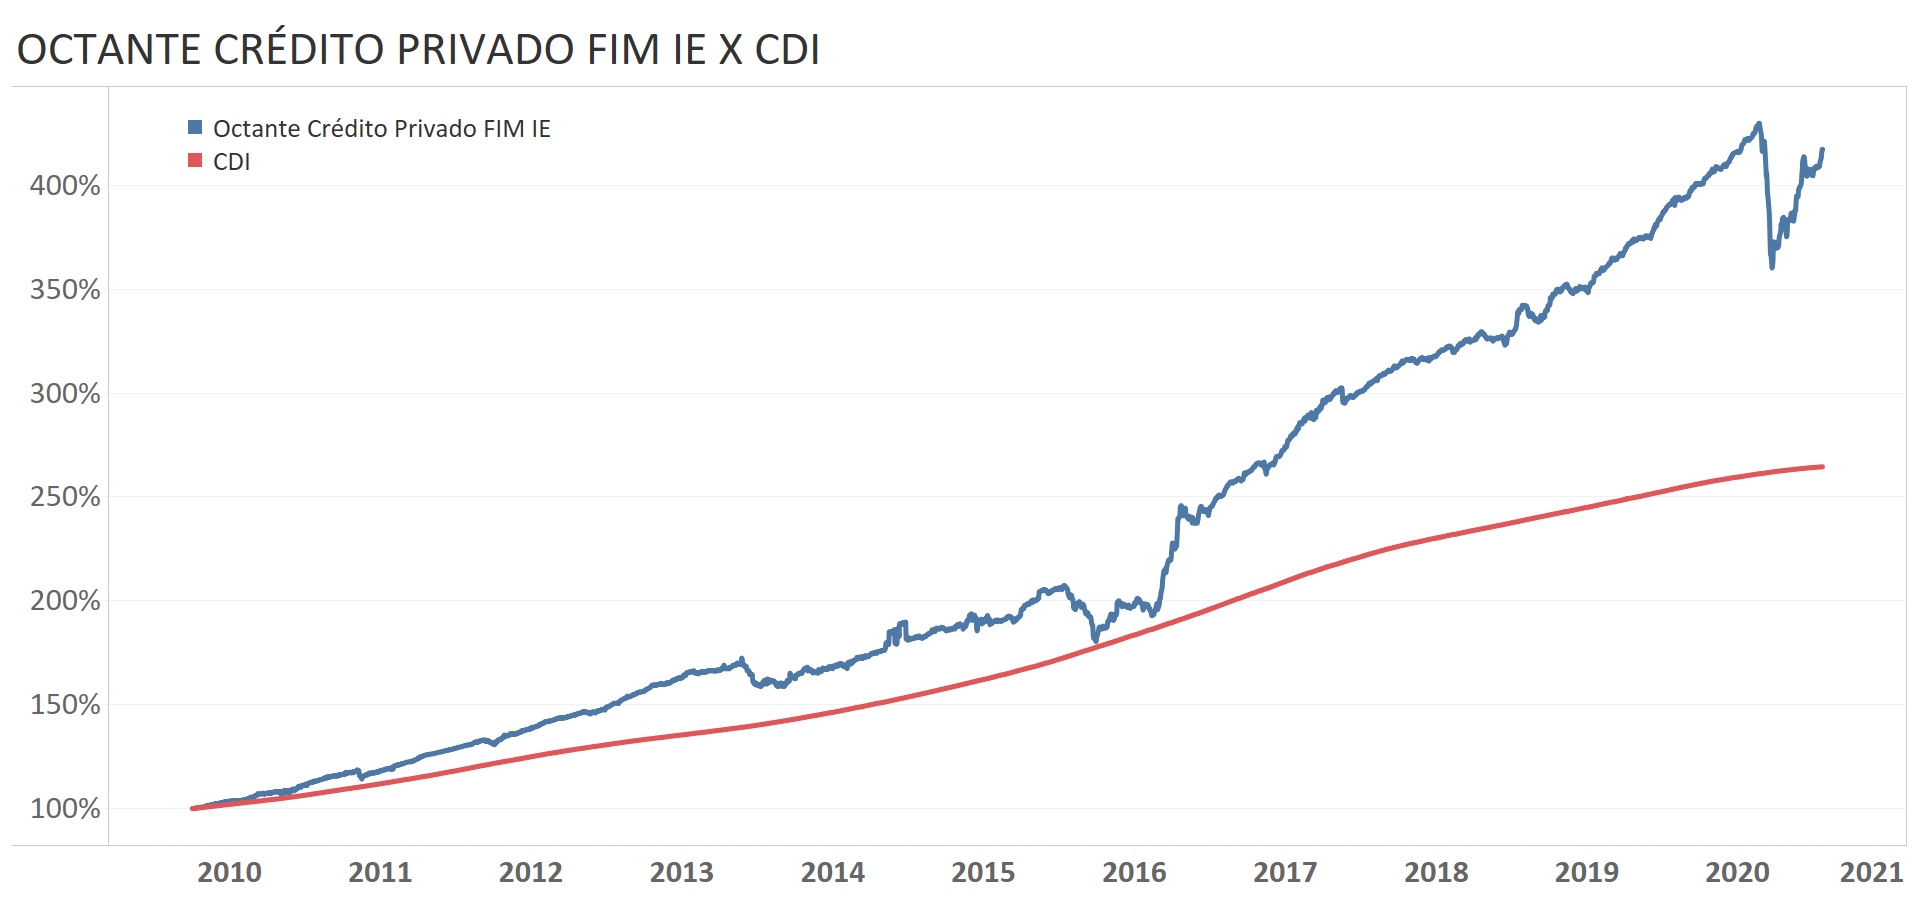 OCTANTE CRÉDITO PRIVADO FIM IE X CDI
Octante Crédito Privado FIM IE
CDI
400%
350%
300%
250%
200%
150%
100%
2010 2011 2012 2013 2014 2015 2016 2017 2018 2019 2020 2021